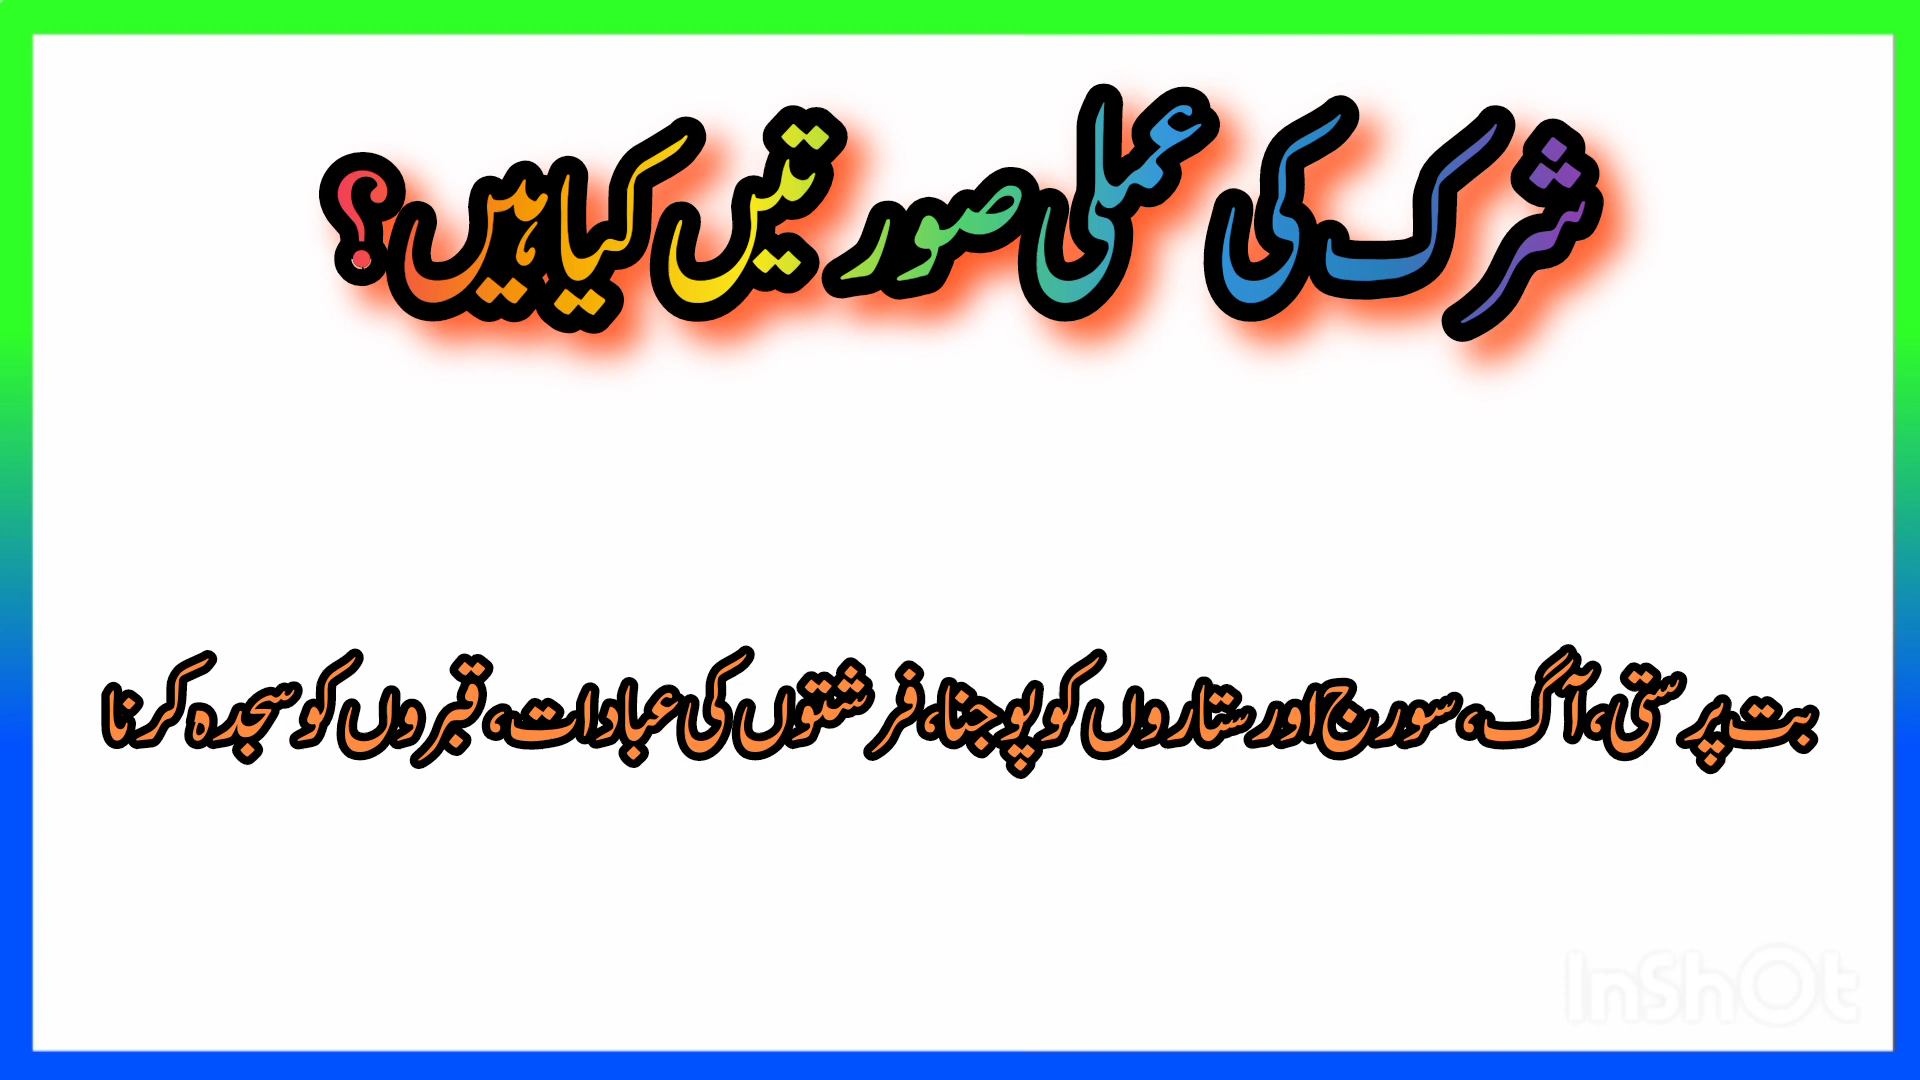 شرک کی عملی صورتیں کیا ہیں؟
بت پرستی، آگ، سورج اور ستاروں کو پوجنا، فرشتوں کی عبادات، قبروں کو سجدہ کرنا
InShOt